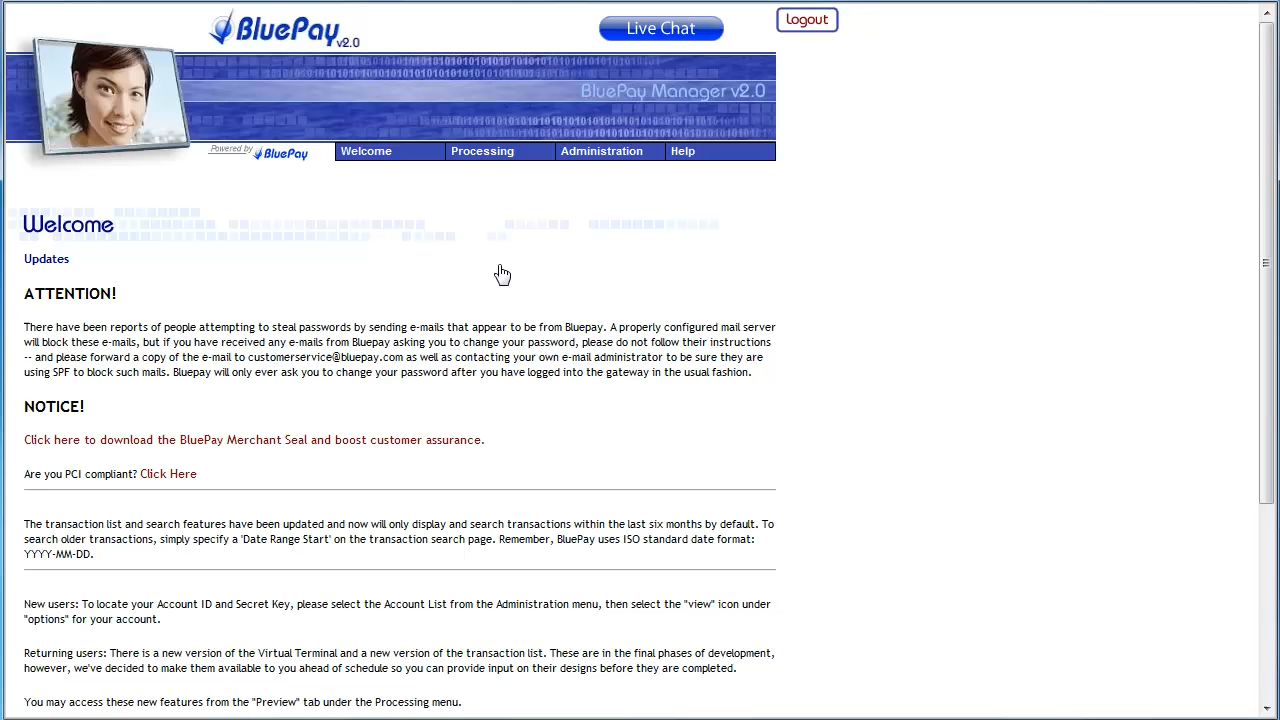 BluePay v2.0
Live Chat
Logout
BluePay Manager v2.0
Powered by BluePay
Welcome Processing Administration Help
Welcome
Updates
ATTENTION!
There have been reports of people attempting to steal passwords by sending e-mails that appear to be from Bluepay. A properly configured mail server
will block these e-mails, but if you have received any e-mails from Bluepay asking you to change your password, please do not follow their instructions
-- and please forward a copy of the e-mail to customerservice@bluepay.com as well as contacting your own e-mail administrator to be sure they are
using SPF to block such mails. Bluepay will only ever ask you to change your password after you have logged into the gateway in the usual fashion.
NOTICE!
Click here to download the BluePay Merchant Seal and boost customer assurance.
Are you PCI compliant? Click Here
The transaction list and search features have been updated and now will only display and search transactions within the last six months by default. To
search older transactions, simply specify a 'Date Range Start' on the transaction search page. Remember, BluePay uses ISO standard date format:
YYYY-MM-DD.
New users: To locate your Account ID and Secret Key, please select the Account List from the Administration menu, then select the "view" icon under
"options" for your account.
Returning users: There is a new version of the Virtual Terminal and a new version of the transaction list. These are in the final phases of development,
however, we've decided to make them available to you ahead of schedule so you can provide input on their designs before they are completed.
You may access these new features from the "Preview" tab under the Processing menu.